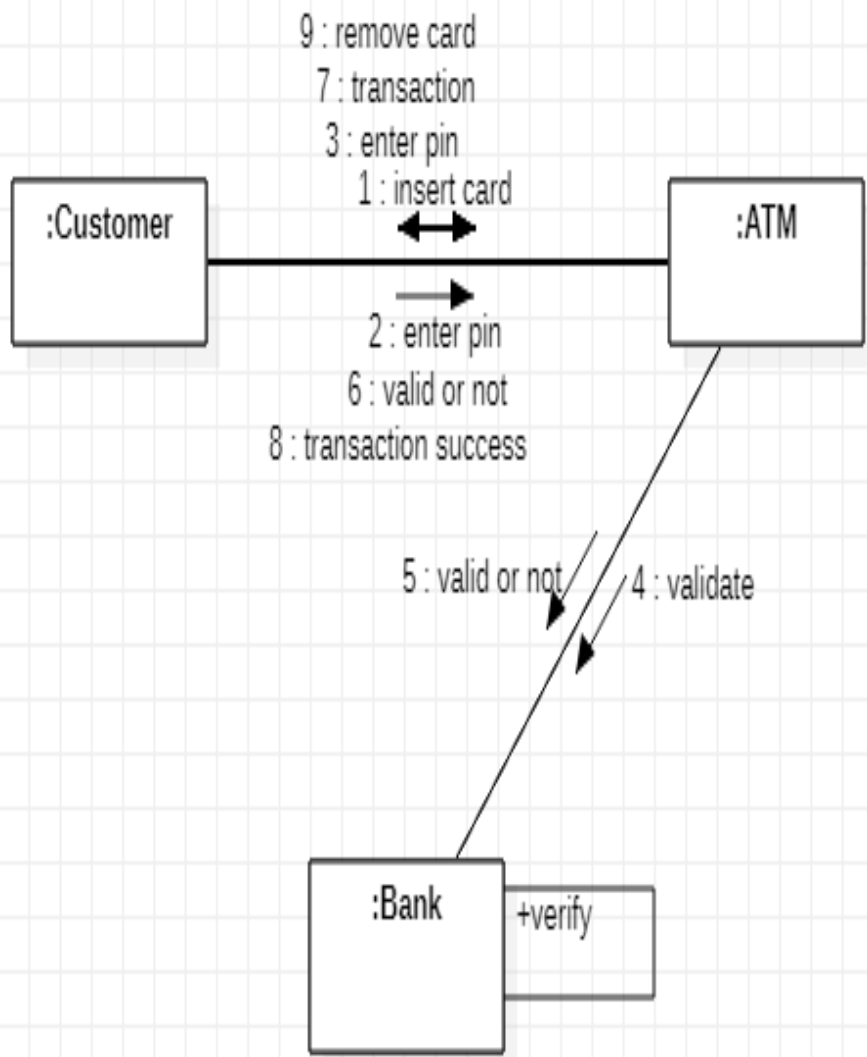 9 : remove card
7 : transaction
3 : enter pin
1 : insert card
:Customer
:ATM
2 : enter pin
6 : valid or not
8 : transaction success
5 : valid or not
4 : validate
:Bank
+verify